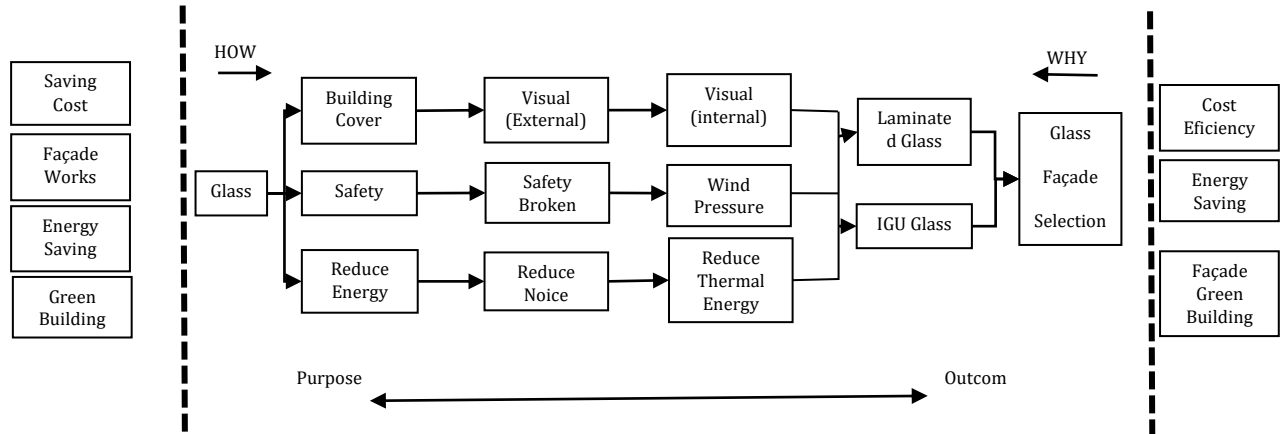 Saving
Cost
Façade
Works
Energy
Saving
Green
Building
HOW
WHY
Glass
Building
Cover
Visual
(External)
Visual
(internal)
Safety
Safety
Broken
Wind
Pressure
Reduce
Energy
Reduce
Noice
Reduce
Thermal
Energy
Laminate
d Glass
IGU Glass
Glass
Façade
Selection
Purpose
Outcom
Cost
Eficiency
Energy
Saving
Façade
Green
Building